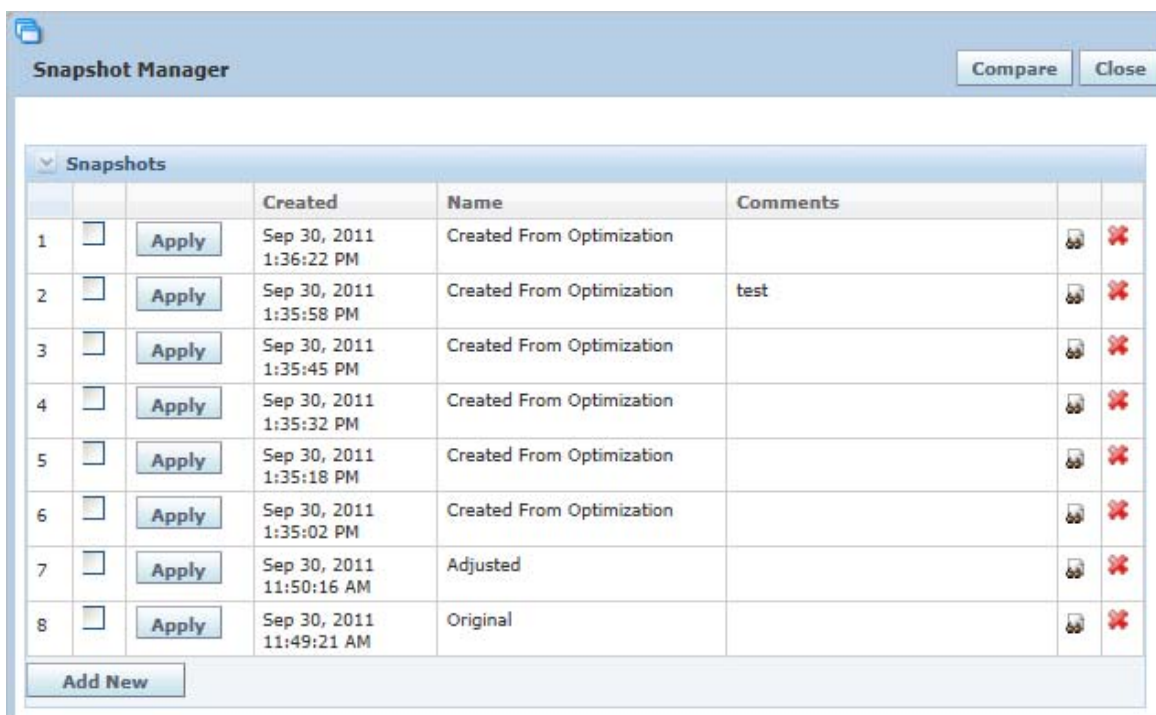 Snapshot Manager
Compare
Close
Snapshots
Created Name Comments
1 Apply Sep 30, 2011 Created From Optimization
1:36:22 PM
2 Apply Sep 30, 2011 Created From Optimization test
1:35:58 PM
3 Apply Sep 30, 2011 Created From Optimization
1:35:45 PM
4 Apply Sep 30, 2011 Created From Optimization
1:35:32 PM
5 Apply Sep 30, 2011 Created From Optimization
1:35:18 PM
6 Apply Sep 30, 2011 Created From Optimization
1:35:02 PM
7 Apply Sep 30, 2011 Adjusted
11:50:16 AM
8 Apply Sep 30, 2011 Original
11:49:21 AM
Add New